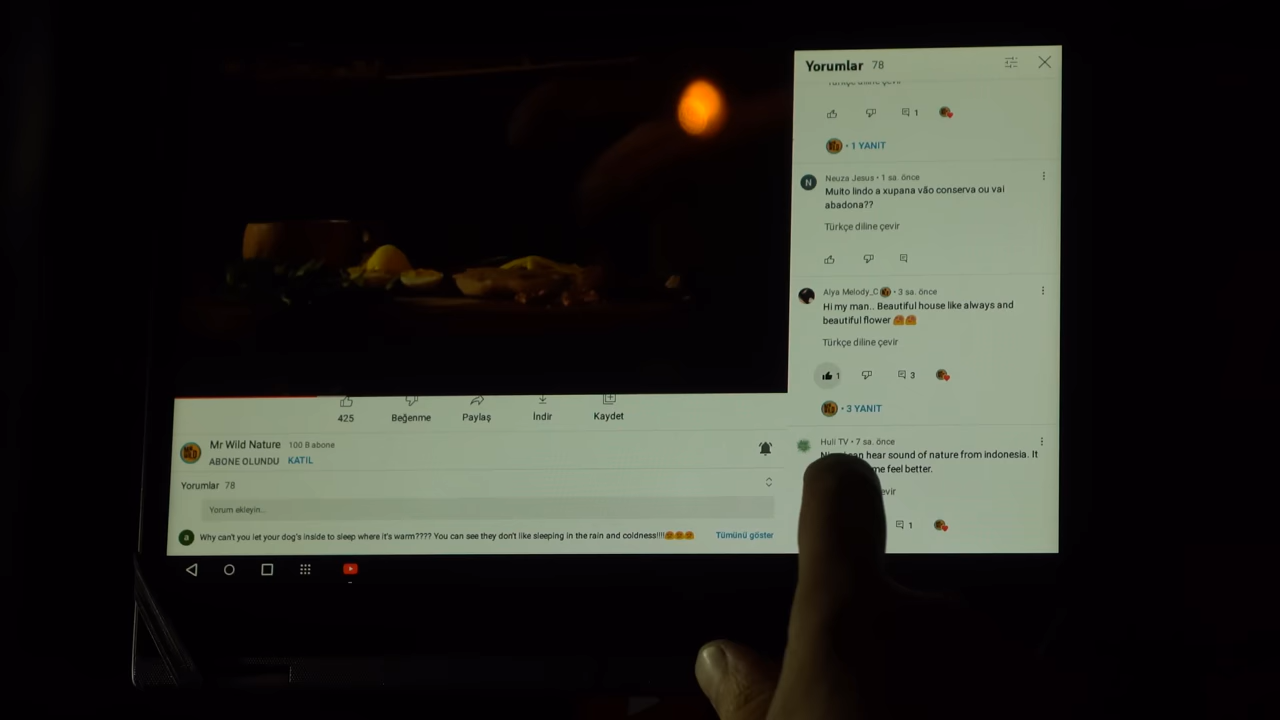 Yorumlar 78
Türkçe diline çevir
1
• 1 YANIT
N
Neuza Jesus • 1 sa. önce
Muito lindo a xupana vão conserva ou vai
abadona??
Türkçe diline çevir
Alya Melody_C • 3 sa. önce
Hi my man.. Beautiful house like always and
beautiful flower
Türkçe diline çevir
1
3
• 3 YANIT
Huli TV • 7 sa. önce
can hear sound of nature from indonesia. It
me feel better.
1
425
Beğenme
Paylaş
İndir
Kaydet
Mr Wild Nature 100 B abone
ABONE OLUNDU KATIL
Yorumlar 78
Yorum ekleyin...
a
Why can't you let your dog's inside to sleep where it's warm???? You can see they don't like sleeping in the rain and coldness!!!!
Tümünü göster